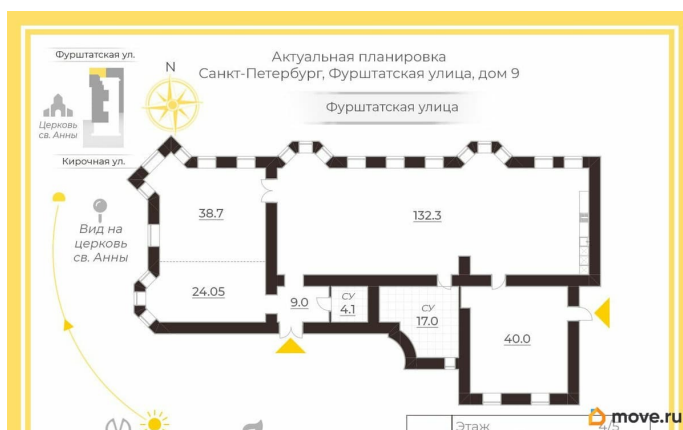 Фурштатская ул.
N
Актуальная планировка
Санкт-Петербург, Фурштатская улица, дом 9
Фурштатская улица
Церковь
св. Анны
Кирочная ул.
Вид на
церковь
св. Анны
38.7
132.3
24.05
9.0
СУ
4.1
СУ
17.0
40.0
Этаж
4/5
move.ru